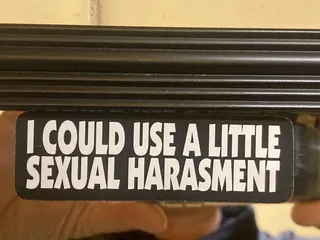 I COULD USE A LITTLE
SEXUAL HARASMENT